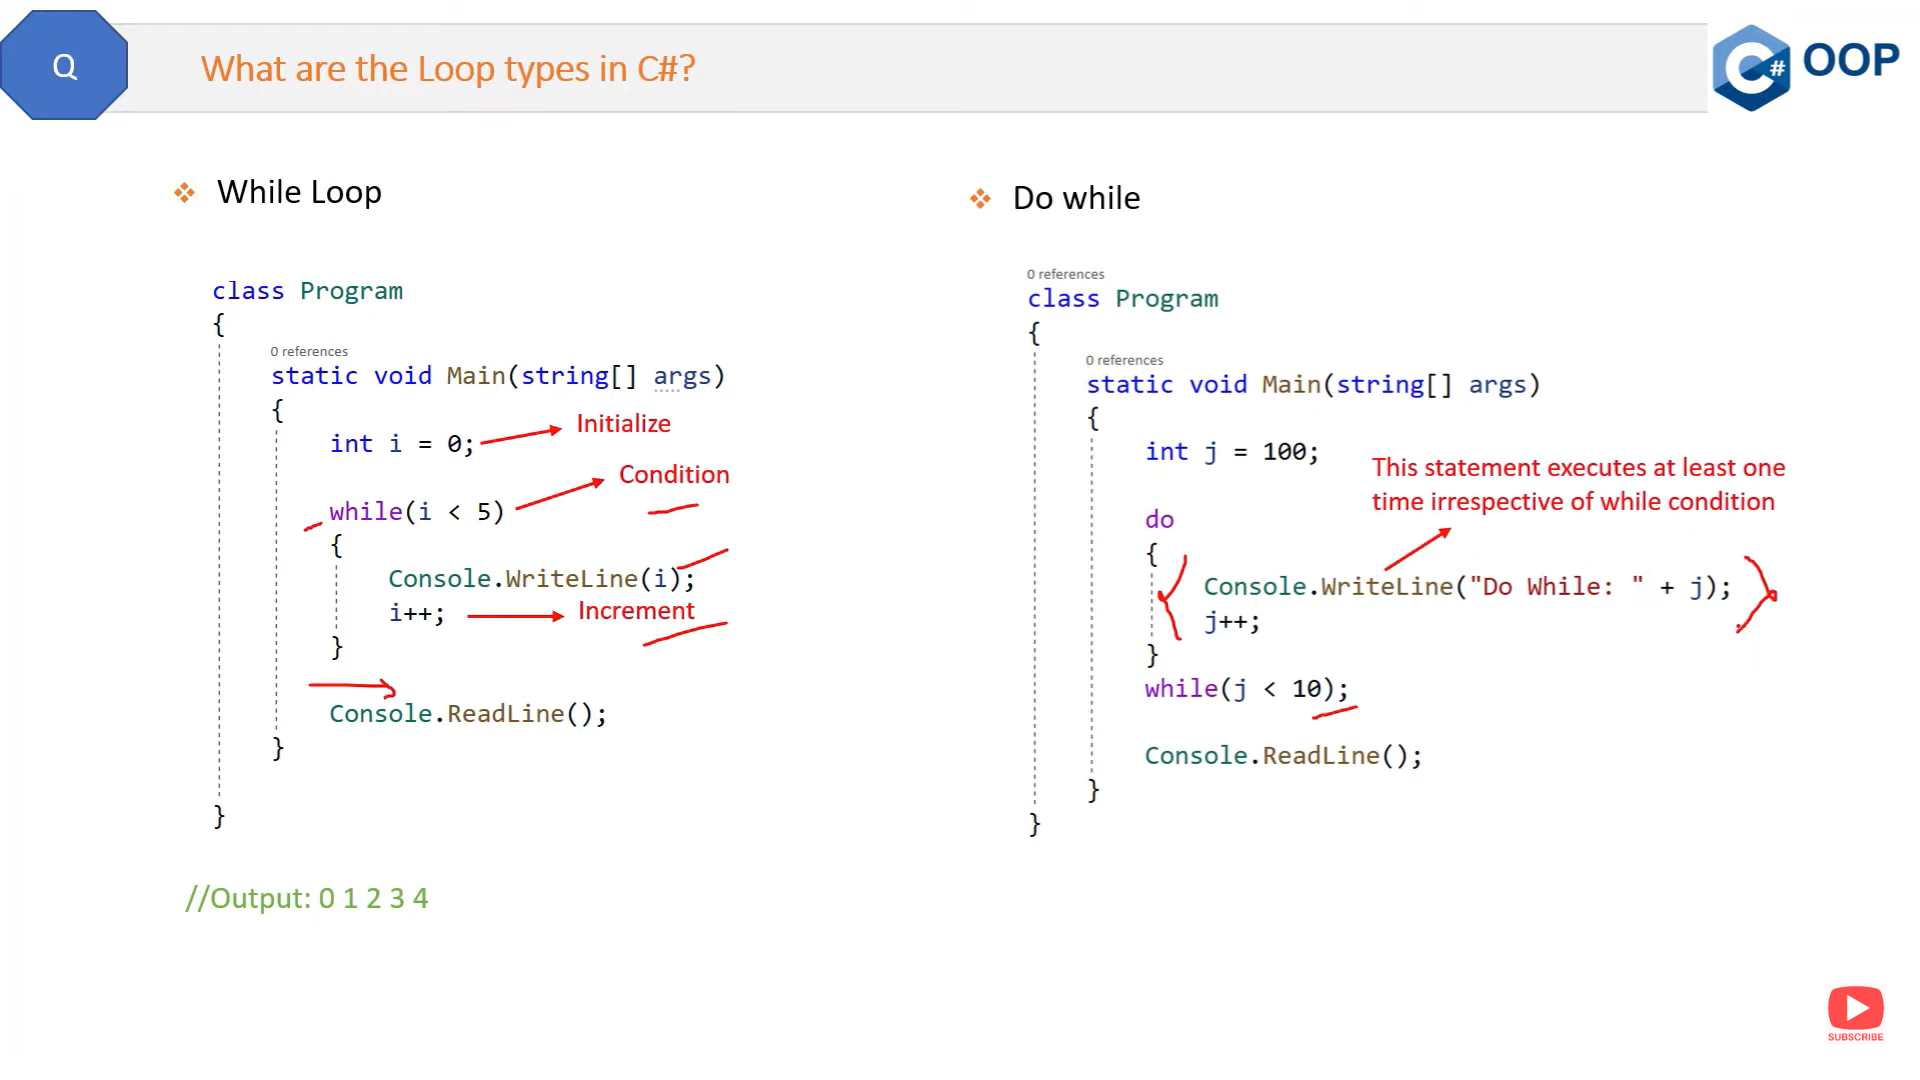 Q
What are the Loop types in C#?
C# OOP
While Loop
class Program
{
0 references
static void Main(string[] args)
{
int i = 0;
Initialize
Condition
while(i < 5)
{
Console.WriteLine(i);
i++;
Increment
}
Console.ReadLine();
}
}
//Output: 0 1 2 3 4
Do while
0 references
class Program
{
0 references
static void Main(string[] args)
{
int j = 100;
This statement executes at least one
time irrespective of while condition
do
{
Console.WriteLine("Do While: " + j);
j++;
}
while(j < 10);
Console.ReadLine();
}
}
SUBSCRIBE